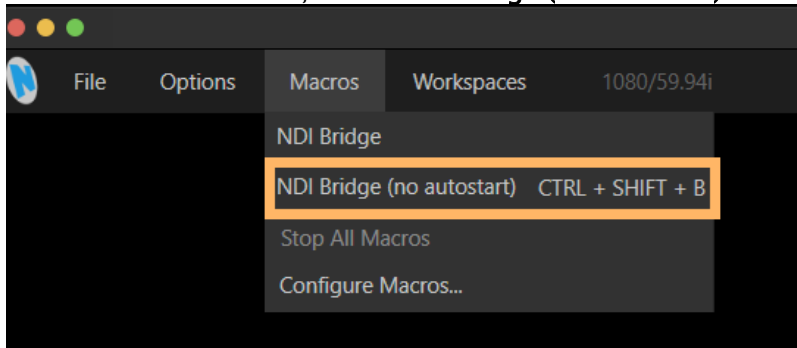 File Options Macros Workspaces 1080/59.94i
NDI Bridge
NDI Bridge (no autostart) CTRL + SHIFT + B
Stop All Macros
Configure Macros...